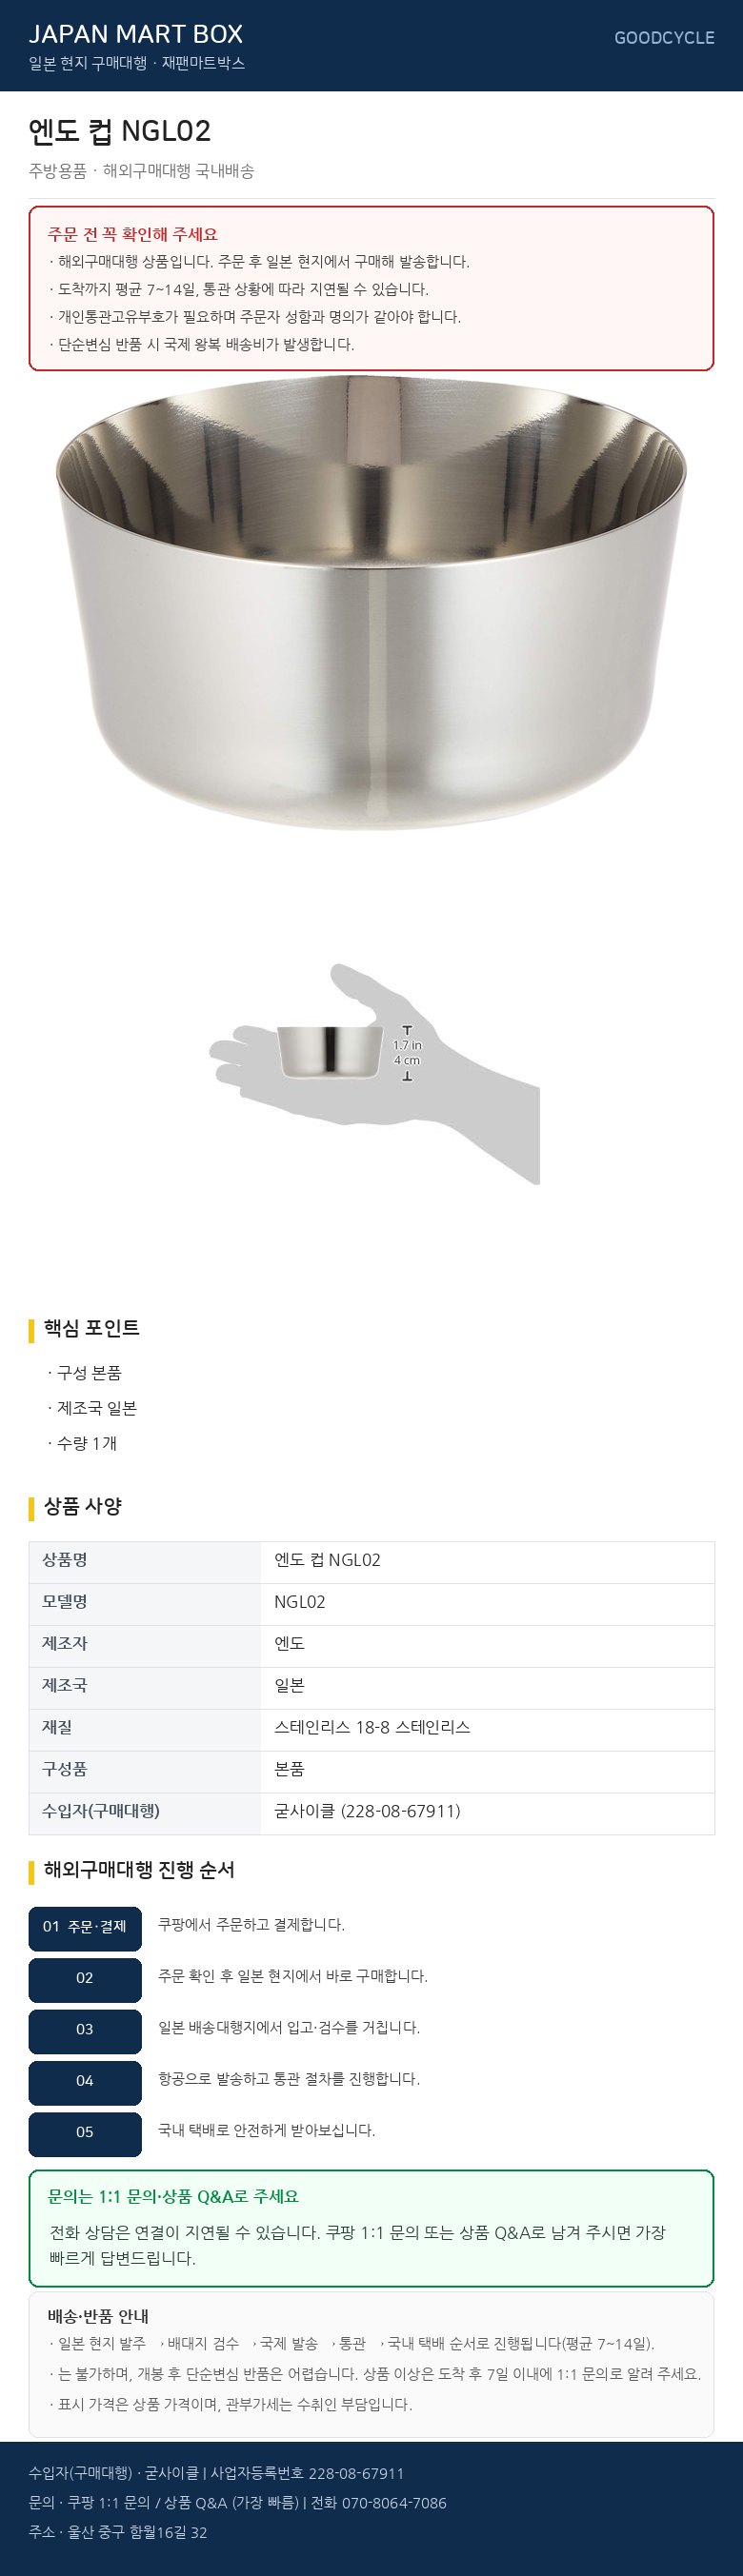 JAPAN MART BOX
일본 현지 구매대행 · 재팬마트박스
GOODCYCLE
엔도 컵 NGL02
주방용품 · 해외구매대행 국내배송
주문 전 꼭 확인해 주세요
· 해외구매대행 상품입니다. 주문 후 일본 현지에서 구매해 발송합니다.
· 도착까지 평균 7~14일, 통관 상황에 따라 지연될 수 있습니다.
· 개인통관고유부호가 필요하며 주문자 성함과 명의가 같아야 합니다.
· 단순변심 반품 시 국제 왕복 배송비가 발생합니다.
1.7 in
4 cm
핵심 포인트
· 구성 본품
· 제조국 일본
· 수량 1개
상품 사양
상품명 엔도 컵 NGL02
모델명 NGL02
제조자 엔도
제조국 일본
재질 스테인리스 18-8 스테인리스
구성품 본품
수입자(구매대행) 굳사이클 (228-08-67911)
해외구매대행 진행 순서
01 주문·결제 쿠팡에서 주문하고 결제합니다.
02 주문 확인 후 일본 현지에서 바로 구매합니다.
03 일본 배송대행지에서 입고·검수를 거칩니다.
04 항공으로 발송하고 통관 절차를 진행합니다.
05 국내 택배로 안전하게 받아보십니다.
문의는 1:1 문의·상품 Q&A로 주세요
전화 상담은 연결이 지연될 수 있습니다. 쿠팡 1:1 문의 또는 상품 Q&A로 남겨 주시면 가장
빠르게 답변드립니다.
배송·반품 안내
· 일본 현지 발주 › 배대지 검수 › 국제 발송 › 통관 › 국내 택배 순서로 진행됩니다(평균 7~14일).
· 는 불가하며, 개봉 후 단순변심 반품은 어렵습니다. 상품 이상은 도착 후 7일 이내에 1:1 문의로 알려 주세요.
· 표시 가격은 상품 가격이며, 관부가세는 수취인 부담입니다.
수입자(구매대행) · 굳사이클 | 사업자등록번호 228-08-67911
문의 · 쿠팡 1:1 문의 / 상품 Q&A (가장 빠름) | 전화 070-8064-7086
주소 · 울산 중구 함월16길 32